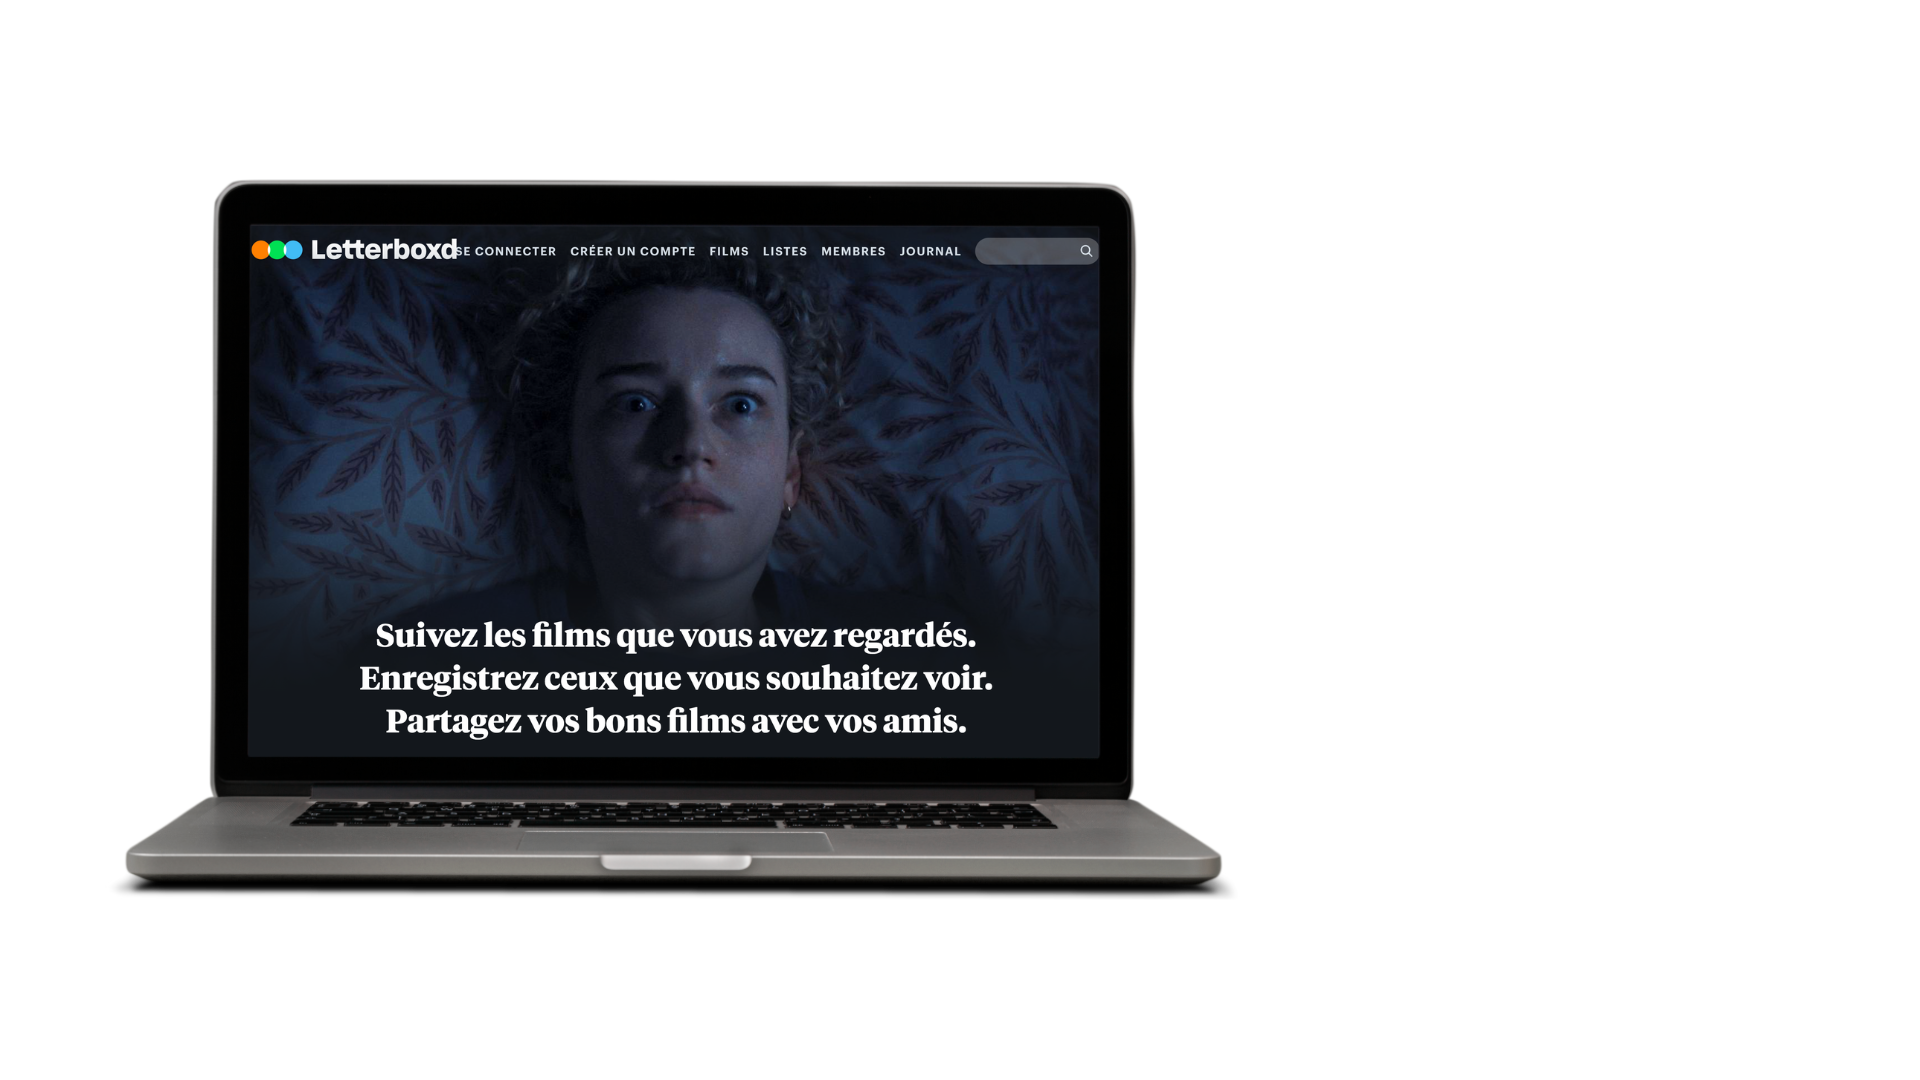 Letterboxd SE CONNECTER CRÉER UN COMPTE FILMS LISTES MEMBRES JOURNAL
Suivez les films que vous avez regardés.
Enregistrez ceux que vous souhaitez voir.
Partagez vos bons films avec vos amis.